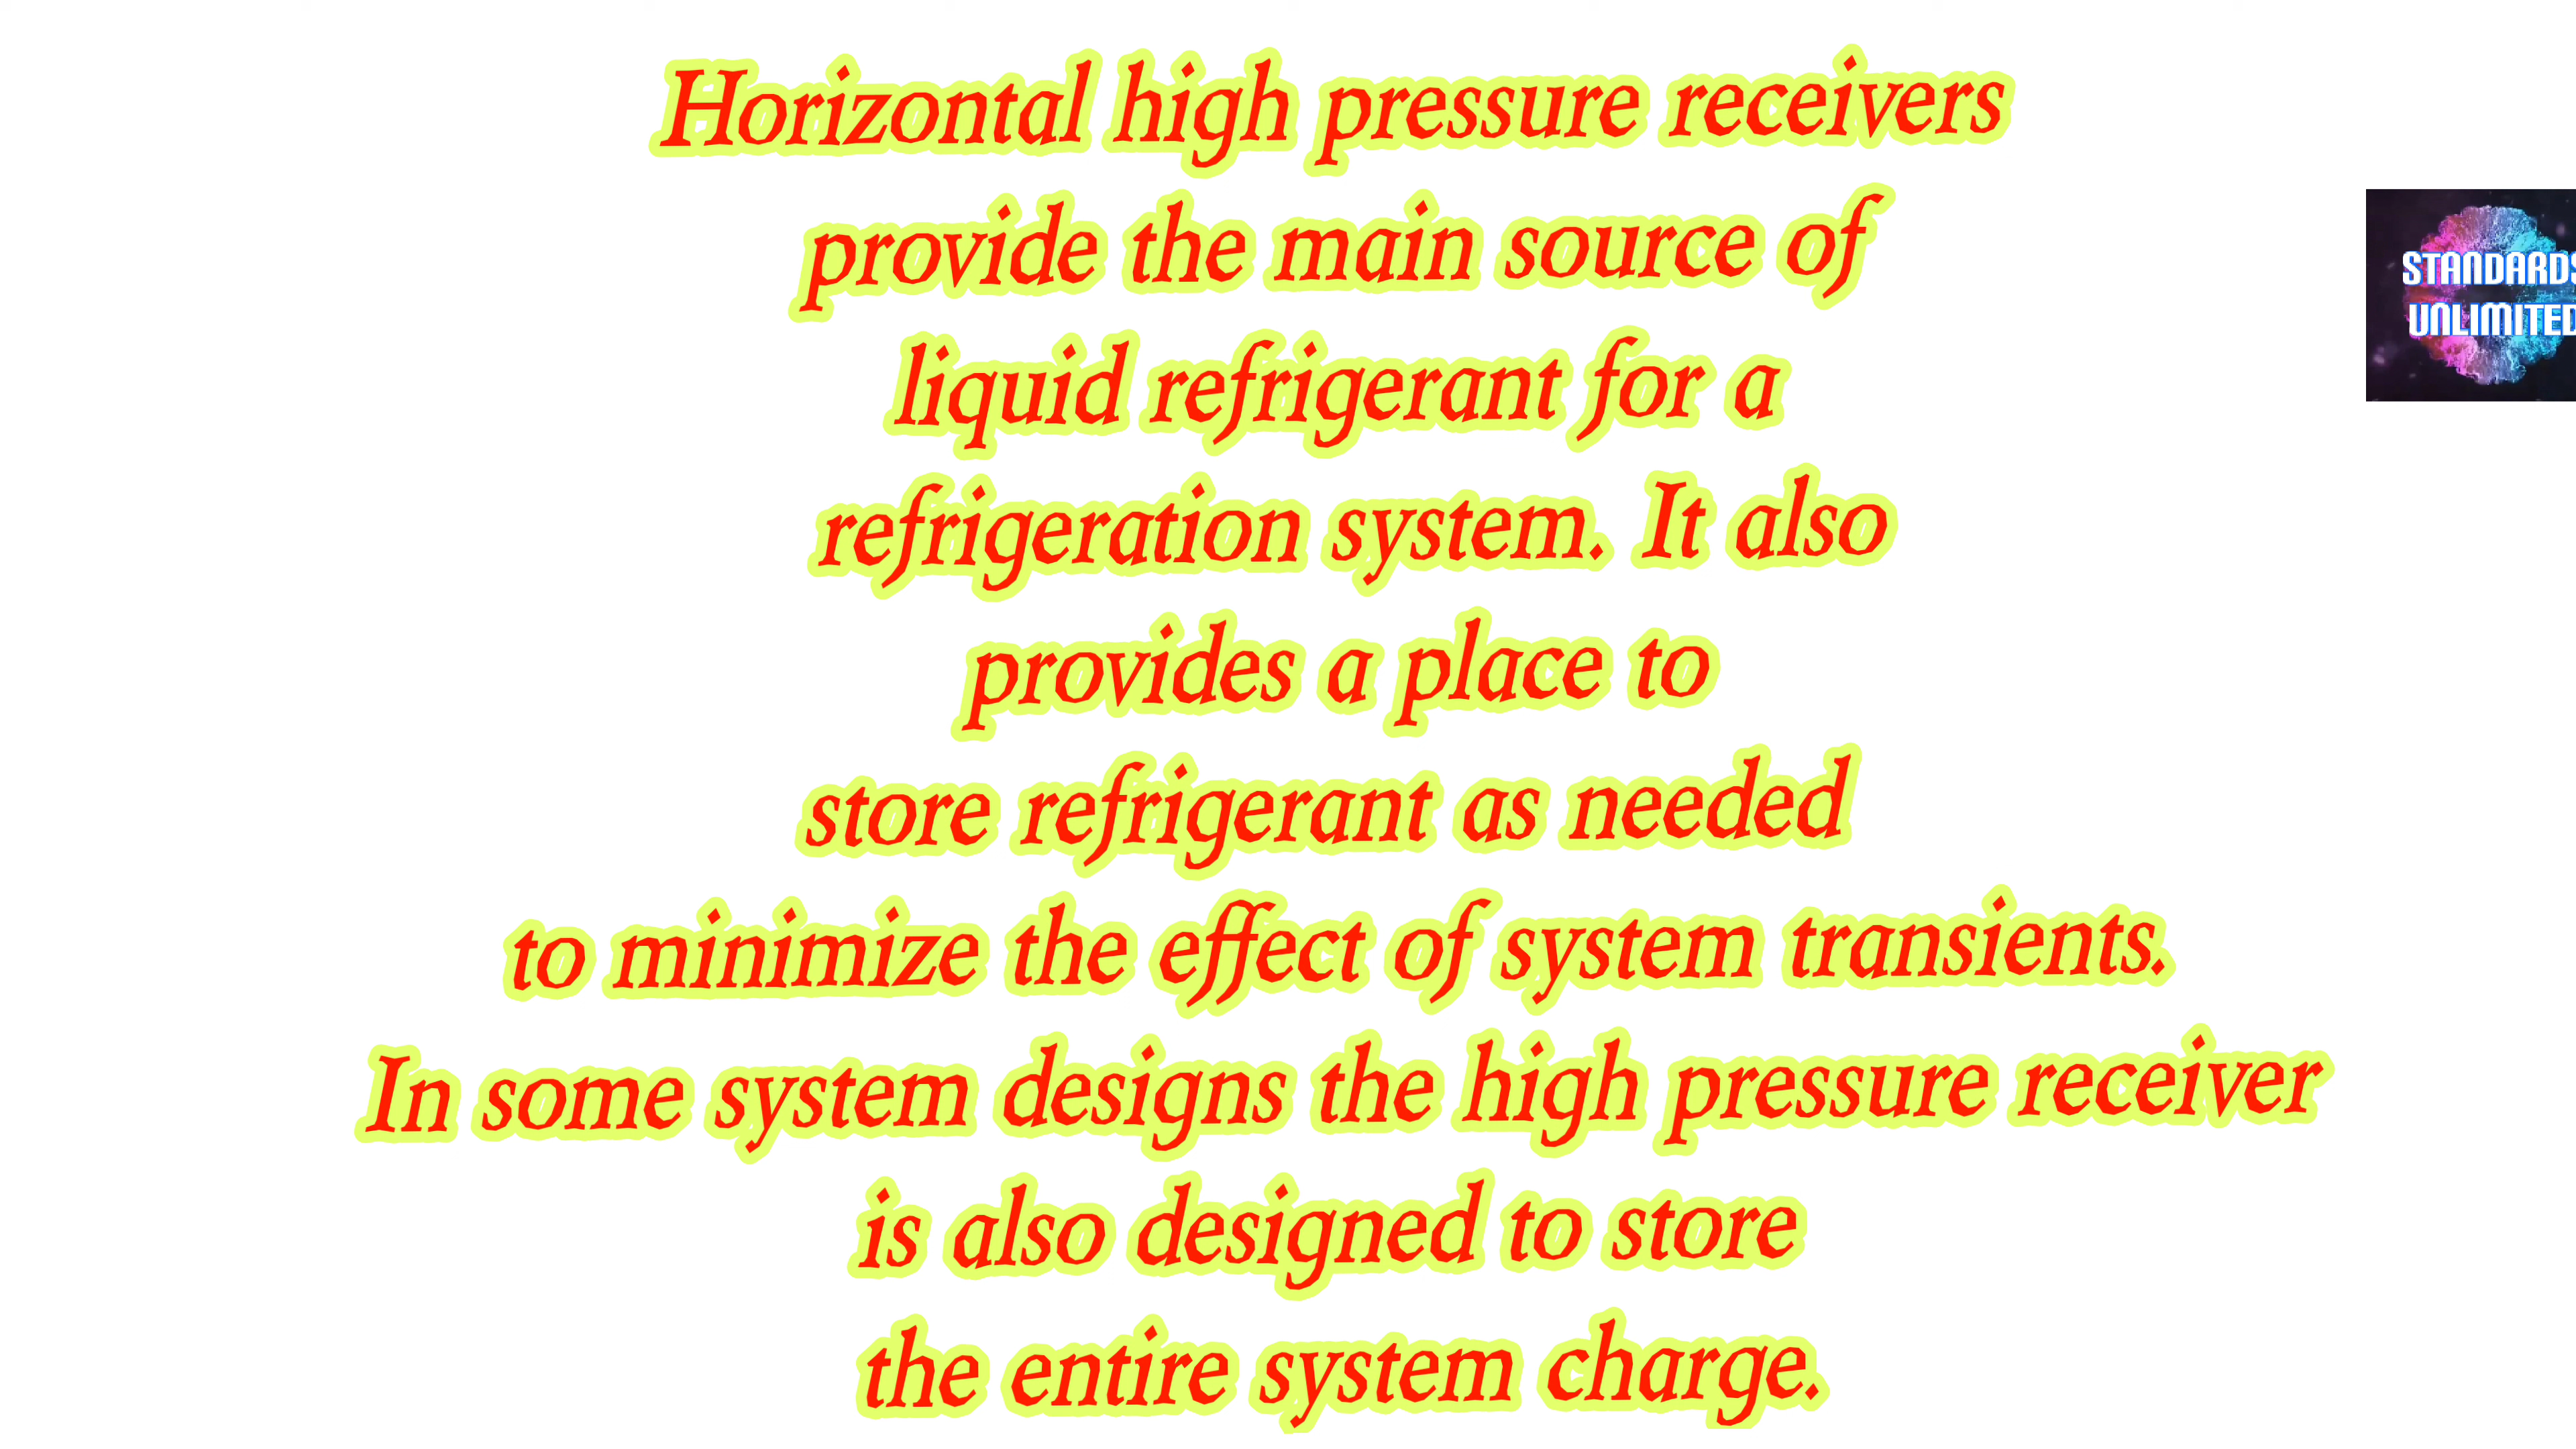 Horizontal high pressure receivers
provide the main source of
liquid refrigerant for a
refrigeration system. It also
provides a place to
store refrigerant as needed
to minimize the effect of system transients.
In some system designs the high pressure receiver
is also designed to store
the entire system charge.
STANDARDS
UNLIMITED